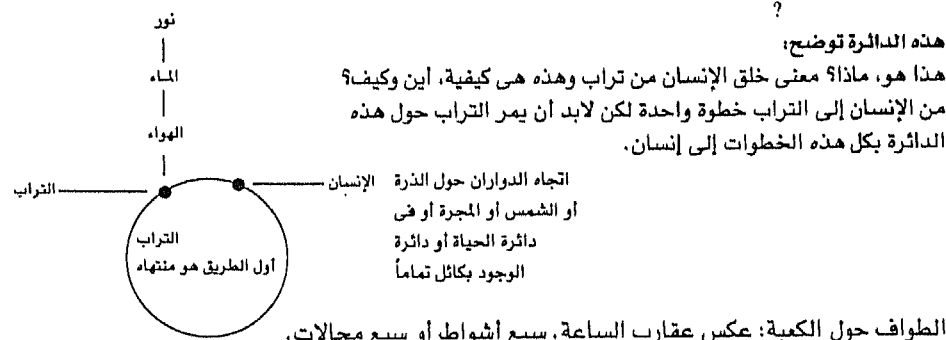 ؟
هذه الدائرة توضح:
هذا هو، ماذا؟ معنى خلق الإنسان من تراب وهذه هى كيفية، أين وكيف؟
من الإنسان إلى التراب خطوة واحدة لكن لابد أن يمر التراب حول هذه
الدائرة بكل هذه الخطوات إلى إنسان.
نور
الماء
الهواء
الإنسان
التراب
التراب
أول الطريق هو منتهاه
اتجاه الدواران حول الذرة
أو الشمس أو المجرة أو فى
دائرة الحياة أو دائرة
الوجود بكائل تماماً
الطواف حول الكعبة: عكس عقارب الساعة. سبع أشواط أو سبع مجالات.